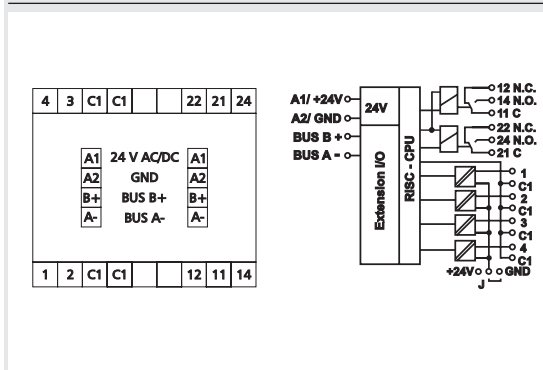 4 3 C1 C1 22 21 24
A1 24 V AC/DC A1
A2 GND A2
B+ BUS B+ B+
A- BUS A- A-
1 2 C1 C1 12 11 14
A1/ +24V
A2/ GND
BUS B +
BUS A -
24V
Extension I/O
RISC - CPU
12 N.C.
14 N.O.
11 C
22 N.C.
24 N.O.
21 C
1
C1
2
C1
3
C1
4
C1
+24V GND
J